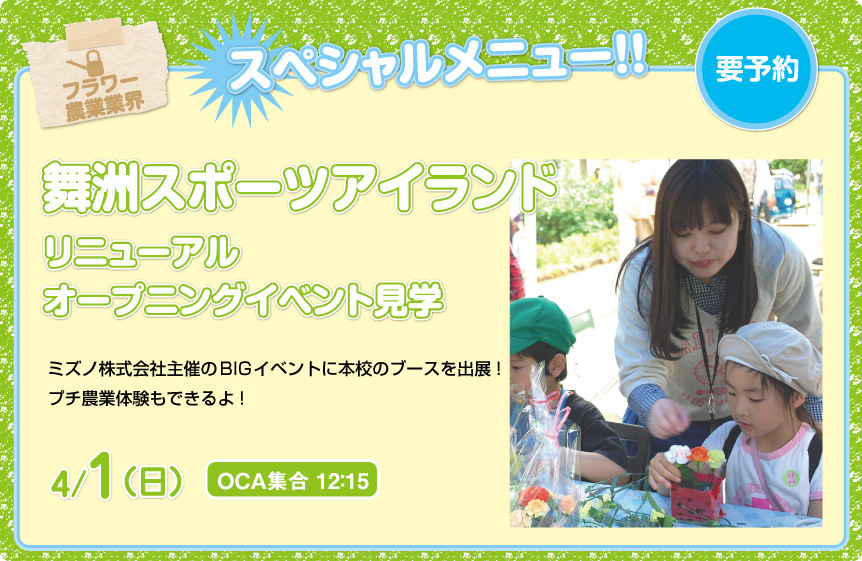 フラワー
農業業界
スペシャルメニュー!!
要予約
舞洲スポーツアイランド
リニューアル
オープニングイベント見学
ミズノ株式会社主催のBIGイベントに本校のブースを出展！
プチ農業体験もできるよ！
4/1（日） OCA集合 12:15